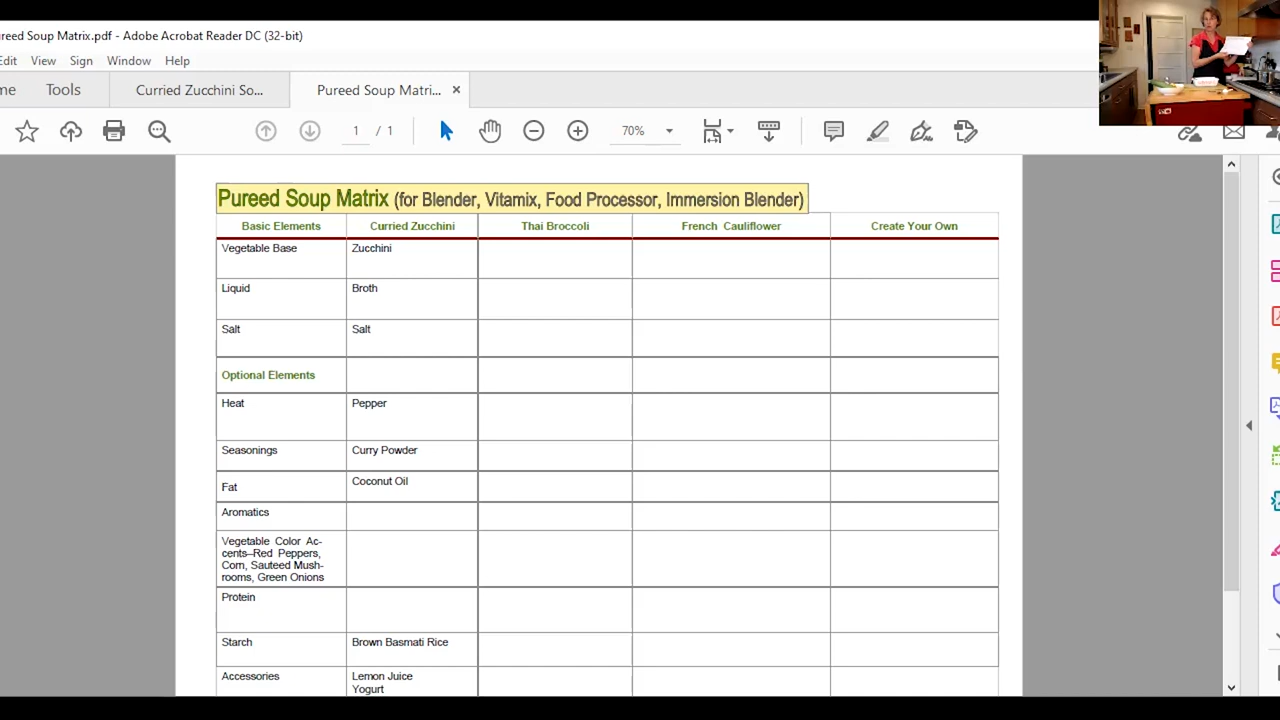 ureed Soup Matrix.pdf - Adobe Acrobat Reader DC (32-bit)
Edit View Sign Window Help
me Tools Curried Zucchini So... Pureed Soup Matri... ×
1 / 1 70%
Pureed Soup Matrix (for Blender, Vitamix, Food Processor, Immersion Blender)
Basic Elements Curried Zucchini Thai Broccoli French Cauliflower Create Your Own
Vegetable Base Zucchini
Liquid Broth
Salt Salt
Optional Elements
Heat Pepper
Seasonings Curry Powder
Fat Coconut Oil
Aromatics
Vegetable Color Ac-
cents–Red Peppers,
Corn, Sauteed Mush-
rooms, Green Onions
Protein
Starch Brown Basmati Rice
Accessories Lemon Juice
Yogurt